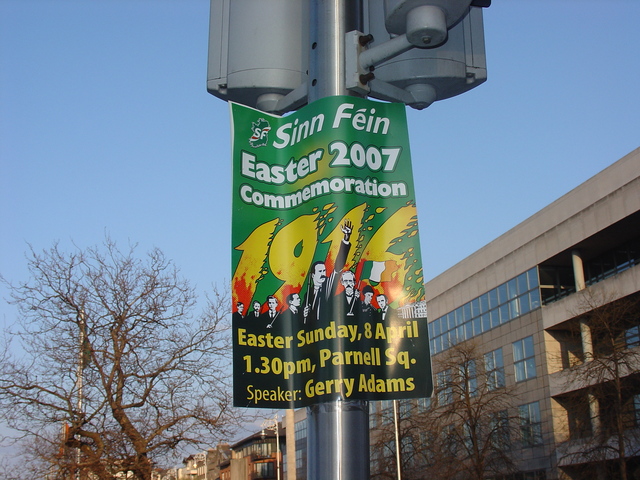 SF Sinn Féin
Easter 2007
Commemoration
1916
Easter Sunday, 8 April
1.30pm, Parnell Sq.
Speaker: Gerry Adams